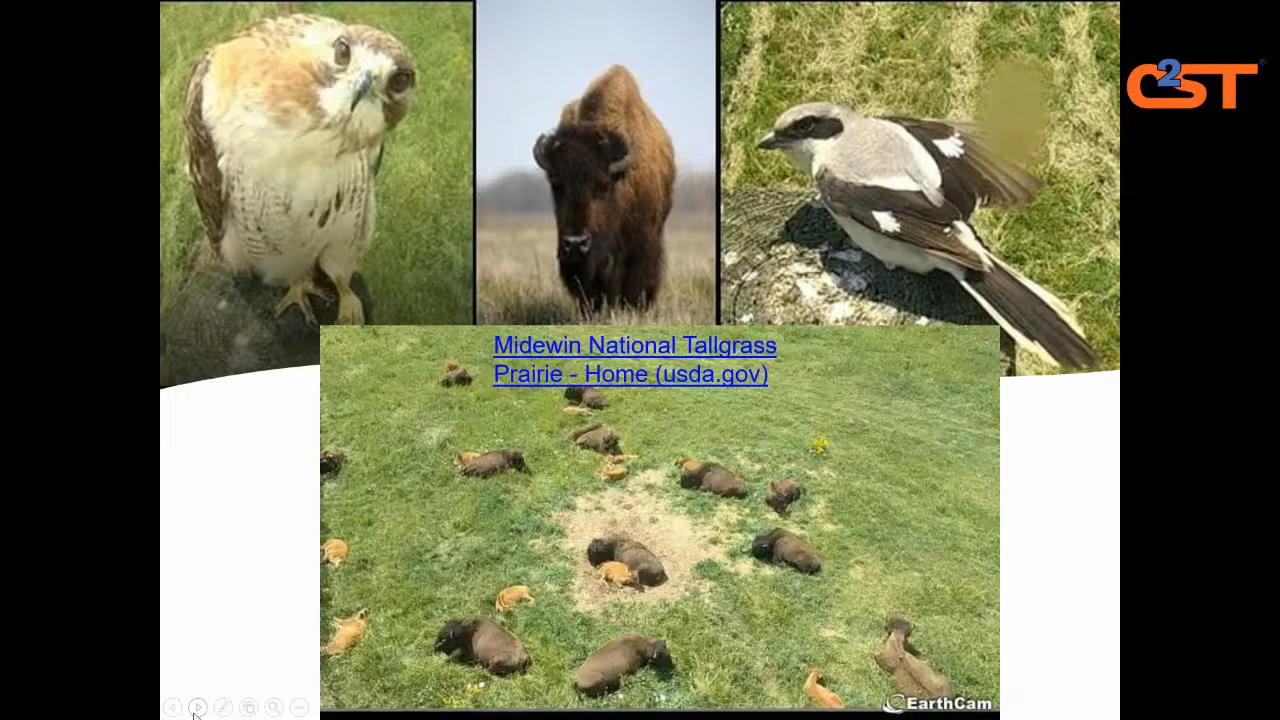 C2ST
Midewin National Tallgrass
Prairie - Home (usda.gov)
EarthCam